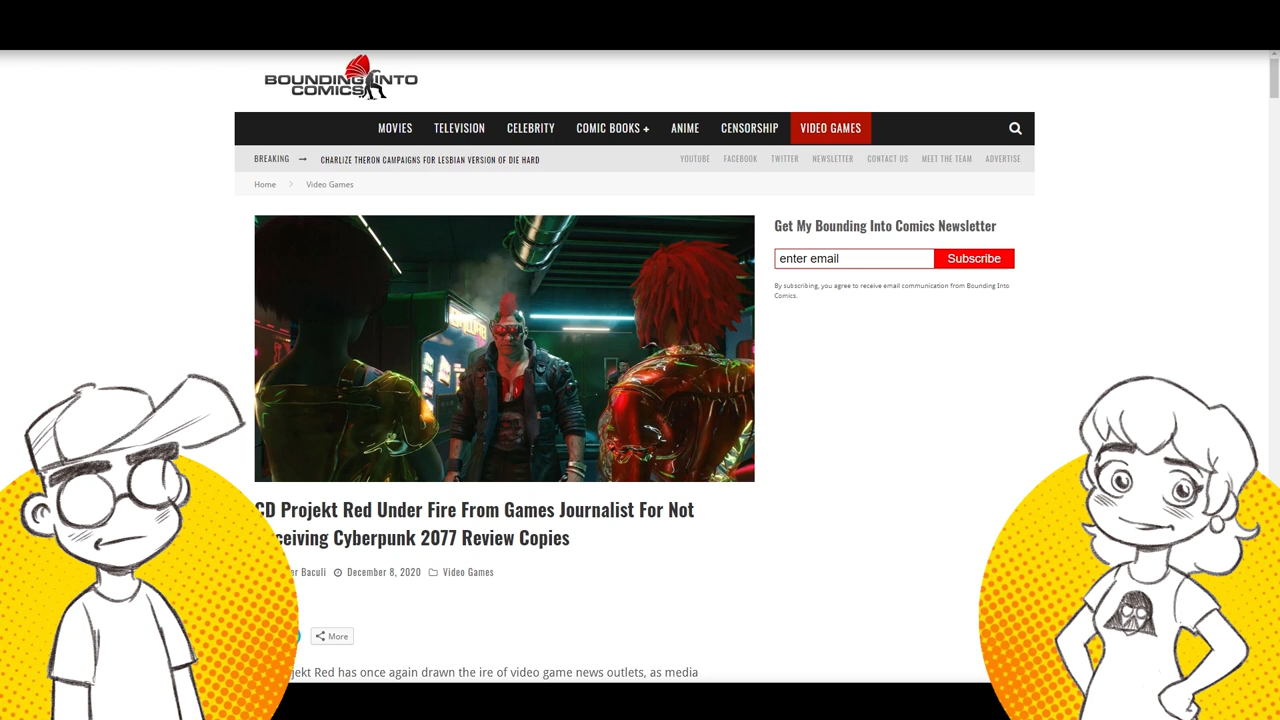 BOUNDING INTO
COMICS
MOVIES TELEVISION CELEBRITY COMIC BOOKS + ANIME CENSORSHIP VIDEO GAMES
BREAKING → CHARLIZE THERON CAMPAIGNS FOR LESBIAN VERSION OF DIE HARD YOUTUBE FACEBOOK TWITTER NEWSLETTER CONTACT US MEET THE TEAM ADVERTISE
Home > Video Games
Get My Bounding Into Comics Newsletter
enter email Subscribe
By subscribing, you agree to receive email communication from Bounding Into
Comics.
CD Projekt Red Under Fire From Games Journalist For Not
ceiving Cyberpunk 2077 Review Copies
er Baculi December 8, 2020 Video Games
More
jekt Red has once again drawn the ire of video game news outlets, as media